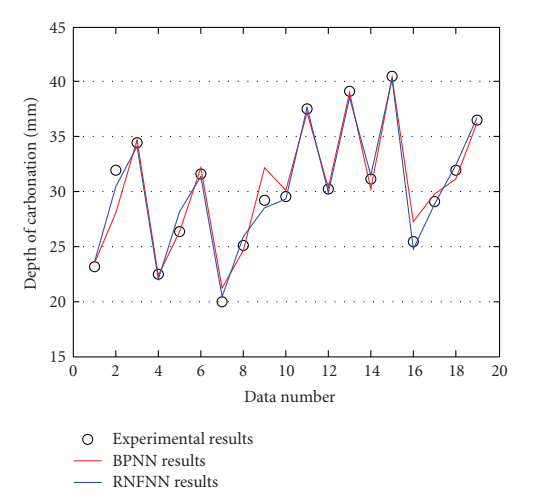 45
40
35
30
25
20
15
0 2 4 6 8 10 12 14 16 18 20
Depth of carbonation (mm)
Data number
Experimental results
BPNN results
RNFNN results